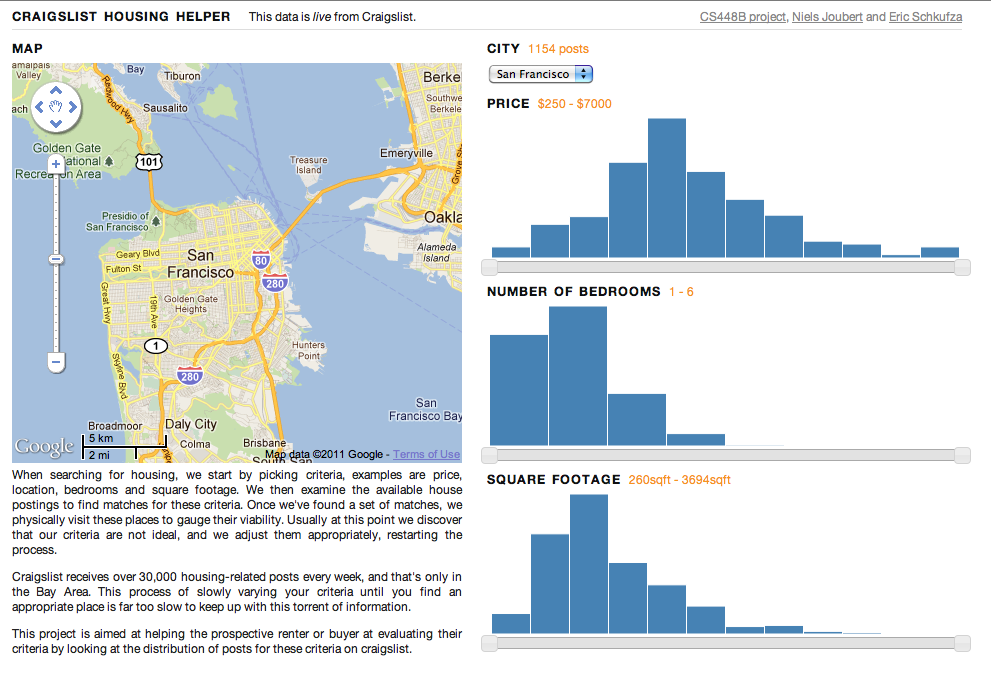 CRAIGSLIST HOUSING HELPER This data is live from Craigslist.
CS448B project, Niels Joubert and Eric Schkufza
MAP
Valley
Bay
Tiburon
Berke
Redwood Hwy
Sausalito
Southwe
Berkele
ach
Golden Gate
National
Recreation Area
101
Treasure
Island
Emeryville
Grove St
Presidio of
San Francisco
Oakla
Alameda
Island
Geary Blvd
Fulton St
San
Francisco
80
280
Great Hwy
19th Ave
Golden Gate
Heights
1
Hunters
Point
Skyline Blvd
280
San
Francisco Bay
Broadmoor
Daly City
Colma
Brisbane
South San
Google
5 km
2 mi
Map data ©2011 Google - Terms of Use
When searching for housing, we start by picking criteria, examples are price,
location, bedrooms and square footage. We then examine the available house
postings to find matches for these criteria. Once we've found a set of matches, we
physically visit these places to gauge their viability. Usually at this point we discover
that our criteria are not ideal, and we adjust them appropriately, restarting the
process.
Craigslist receives over 30,000 housing-related posts every week, and that's only in
the Bay Area. This process of slowly varying your criteria until you find an
appropriate place is far too slow to keep up with this torrent of information.
This project is aimed at helping the prospective renter or buyer at evaluating their
criteria by looking at the distribution of posts for these criteria on craigslist.
CITY 1154 posts
San Francisco
PRICE $250 - $7000
NUMBER OF BEDROOMS 1 - 6
SQUARE FOOTAGE 260sqft - 3694sqft